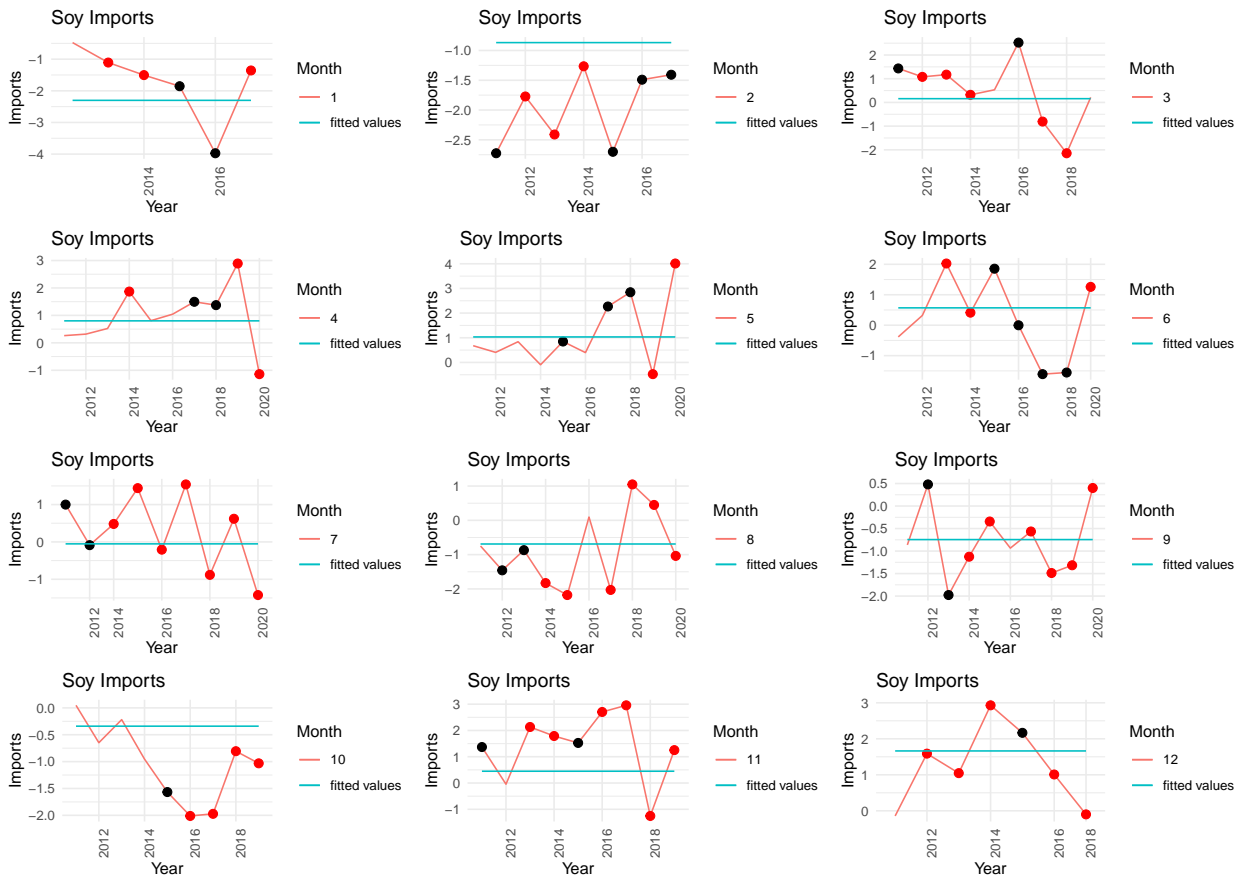 Soy Imports
Imports
−1
−2
−3
−4
2014
2016
Year
Month
1
fitted values
Soy Imports
Imports
−1.0
−1.5
−2.0
−2.5
2012
2014
2016
Year
Month
2
fitted values
Soy Imports
Imports
2
1
0
−1
−2
2012
2014
2016
2018
Year
Month
3
fitted values
Soy Imports
Imports
3
2
1
0
−1
2012
2014
2016
2018
2020
Year
Month
4
fitted values
Soy Imports
Imports
4
3
2
1
0
2012
2014
2016
2018
2020
Year
Month
5
fitted values
Soy Imports
Imports
2
1
0
−1
2012
2014
2016
2018
2020
Year
Month
6
fitted values
Soy Imports
Imports
1
0
−1
2012
2014
2016
2018
2020
Year
Month
7
fitted values
Soy Imports
Imports
1
0
−1
−2
2012
2014
2016
2018
2020
Year
Month
8
fitted values
Soy Imports
Imports
0.5
0.0
−0.5
−1.0
−1.5
−2.0
2012
2014
2016
2018
2020
Year
Month
9
fitted values
Soy Imports
Imports
0.0
−0.5
−1.0
−1.5
−2.0
2012
2014
2016
2018
Year
Month
10
fitted values
Soy Imports
Imports
3
2
1
0
−1
2012
2014
2016
2018
Year
Month
11
fitted values
Soy Imports
Imports
3
2
1
0
2012
2014
2016
2018
Year
Month
12
fitted values